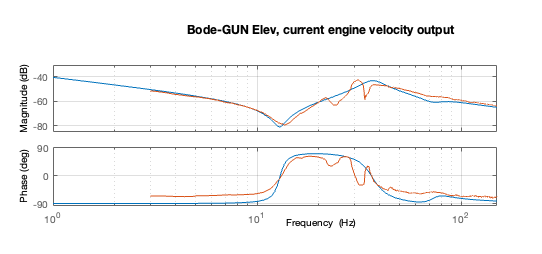 Bode-GUN Elev, current engine velocity output
Magnitude (dB)
-40
-60
-80
Phase (deg)
90
0
-90
10^0
10^1
10^2
Frequency (Hz)